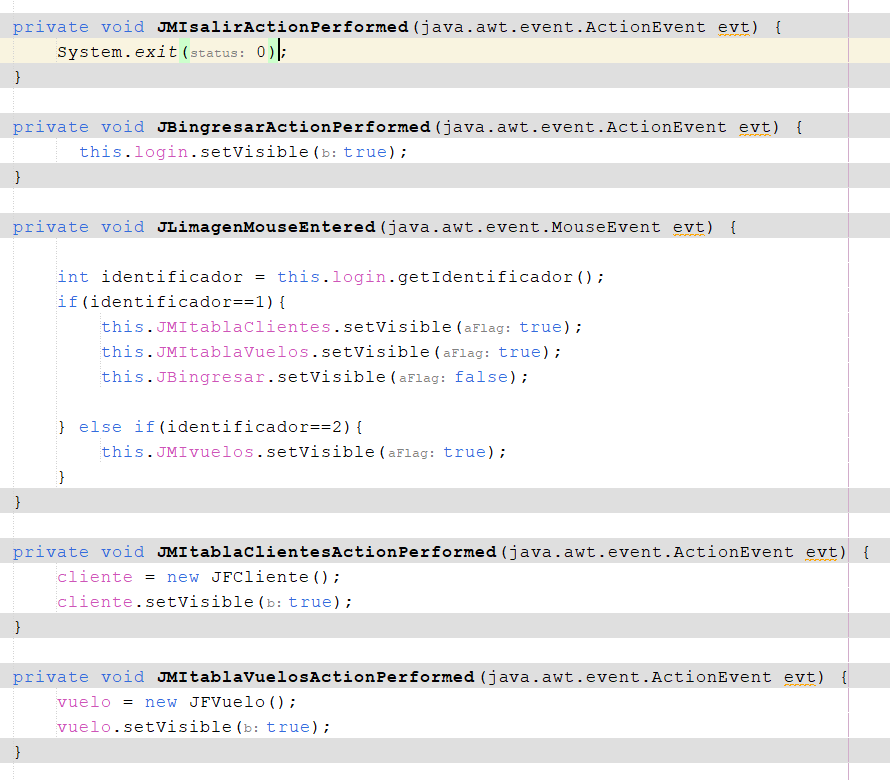 private void JMIsalirActionPerformed(java.awt.event.ActionEvent evt) {
    System.exit(status: 0);
}
private void JBingresarActionPerformed(java.awt.event.ActionEvent evt) {
      this.login.setVisible(b: true);
}
private void JLimagenMouseEntered(java.awt.event.MouseEvent evt) {
    int identificador = this.login.getIdentificador();
    if(identificador==1){
        this.JMItablaClientes.setVisible(aFlag: true);
        this.JMItablaVuelos.setVisible(aFlag: true);
        this.JBingresar.setVisible(aFlag: false);
    } else if(identificador==2){
        this.JMIvuelos.setVisible(aFlag: true);
    }
}
private void JMItablaClientesActionPerformed(java.awt.event.ActionEvent evt) {
    cliente = new JFCliente();
    cliente.setVisible(b: true);
}
private void JMItablaVuelosActionPerformed(java.awt.event.ActionEvent evt) {
    vuelo = new JFVuelo();
    vuelo.setVisible(b: true);
}